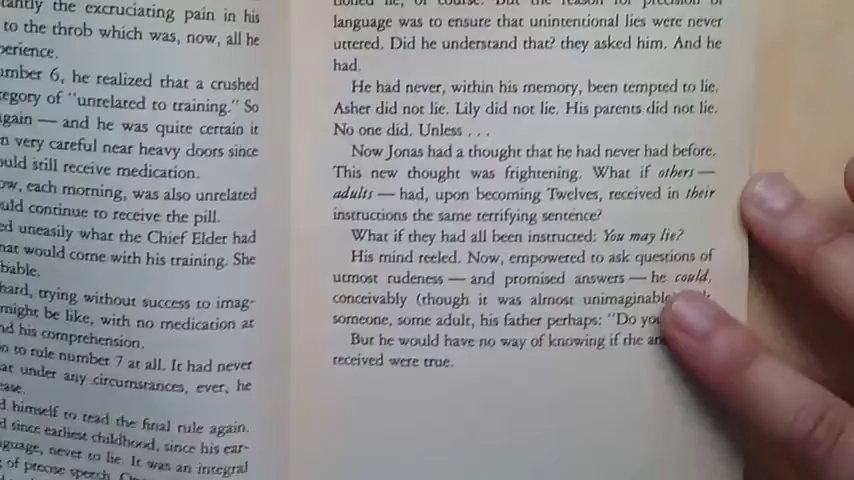 tantly the excruciating pain in his
to the throb which was, now, all he
perience.
umber 6, he realized that a crushed
tegory of "unrelated to training." So
gain — and he was quite certain it
n very careful near heavy doors since
ould still receive medication.
ow, each morning, was also unrelated
uld continue to receive the pill.
ed uneasily what the Chief Elder had
hat would come with his training. She
bable.
hard, trying without success to imag-
might be like, with no medication at
nd his comprehension.
on to rule number 7 at all. It had never
at under any circumstances, ever, he
ease.
d himself to read the final rule again.
d since earliest childhood, since his ear-
nguage, never to lie. It was an integral
of precise speech.
tioned lie, of course. But the reason for precision of
language was to ensure that unintentional lies were never
uttered. Did he understand that? they asked him. And he
had.
He had never, within his memory, been tempted to lie.
Asher did not lie. Lily did not lie. His parents did not lie.
No one did. Unless . . .
Now Jonas had a thought that he had never had before.
This new thought was frightening. What if others —
adults — had, upon becoming Twelves, received in their
instructions the same terrifying sentence?
What if they had all been instructed: You may lie?
His mind reeled. Now, empowered to ask questions of
utmost rudeness — and promised answers — he could,
conceivably (though it was almost unimaginable)
someone, some adult, his father perhaps: "Do you
But he would have no way of knowing if the
received were true.